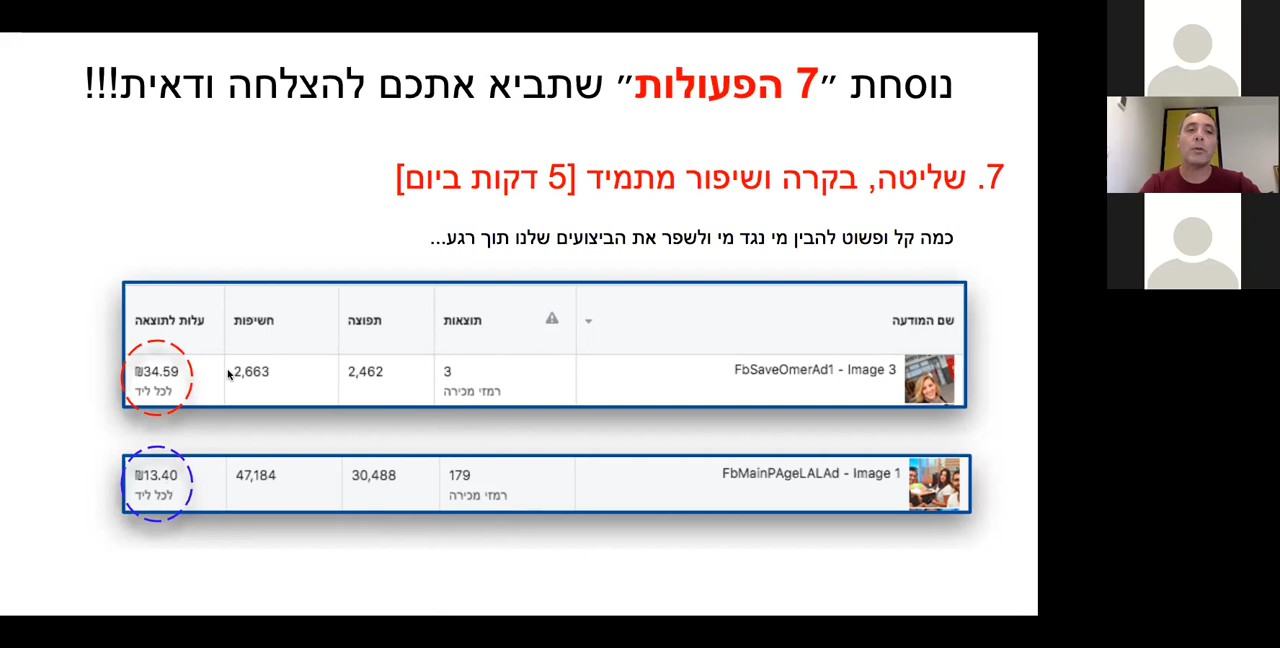 נוסחת ״7 הפעולות״ שתביא אתכם להצלחה ודאית!!!
7. שליטה, בקרה ושיפור מתמיד [5 דקות ביום]
כמה קל ופשוט להבין מי נגד מי ולשפר את הביצועים שלנו תוך רגע...
שם המודעה תוצאות תפוצה חשיפות עלות לתוצאה
FbSaveOmerAd1 - Image 3 3 2,462 2,663 ₪34.59
רמזי מכירה לכל ליד
FbMainPAgeLALAd - Image 1 179 30,488 47,184 ₪13.40
רמזי מכירה לכל ליד